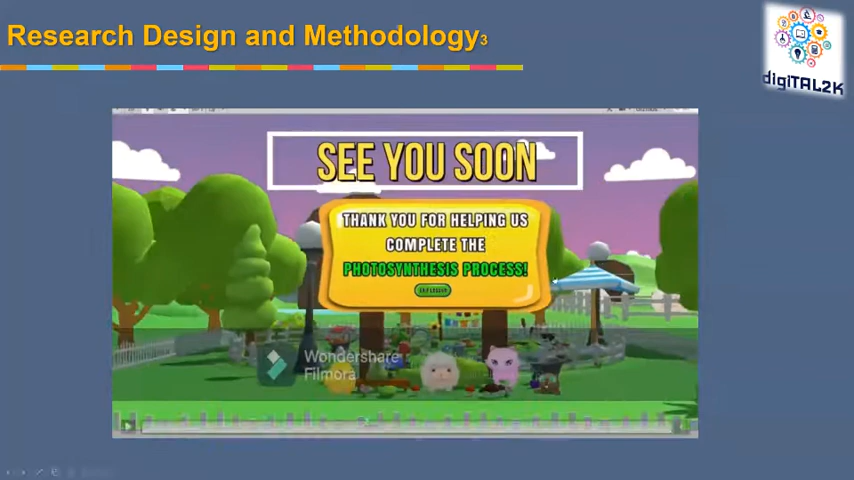 Research Design and Methodology3
digiTAL2K
SEE YOU SOON
THANK YOU FOR HELPING US
COMPLETE THE
PHOTOSYNTHESIS PROCESS!
Wondershare
Filmora